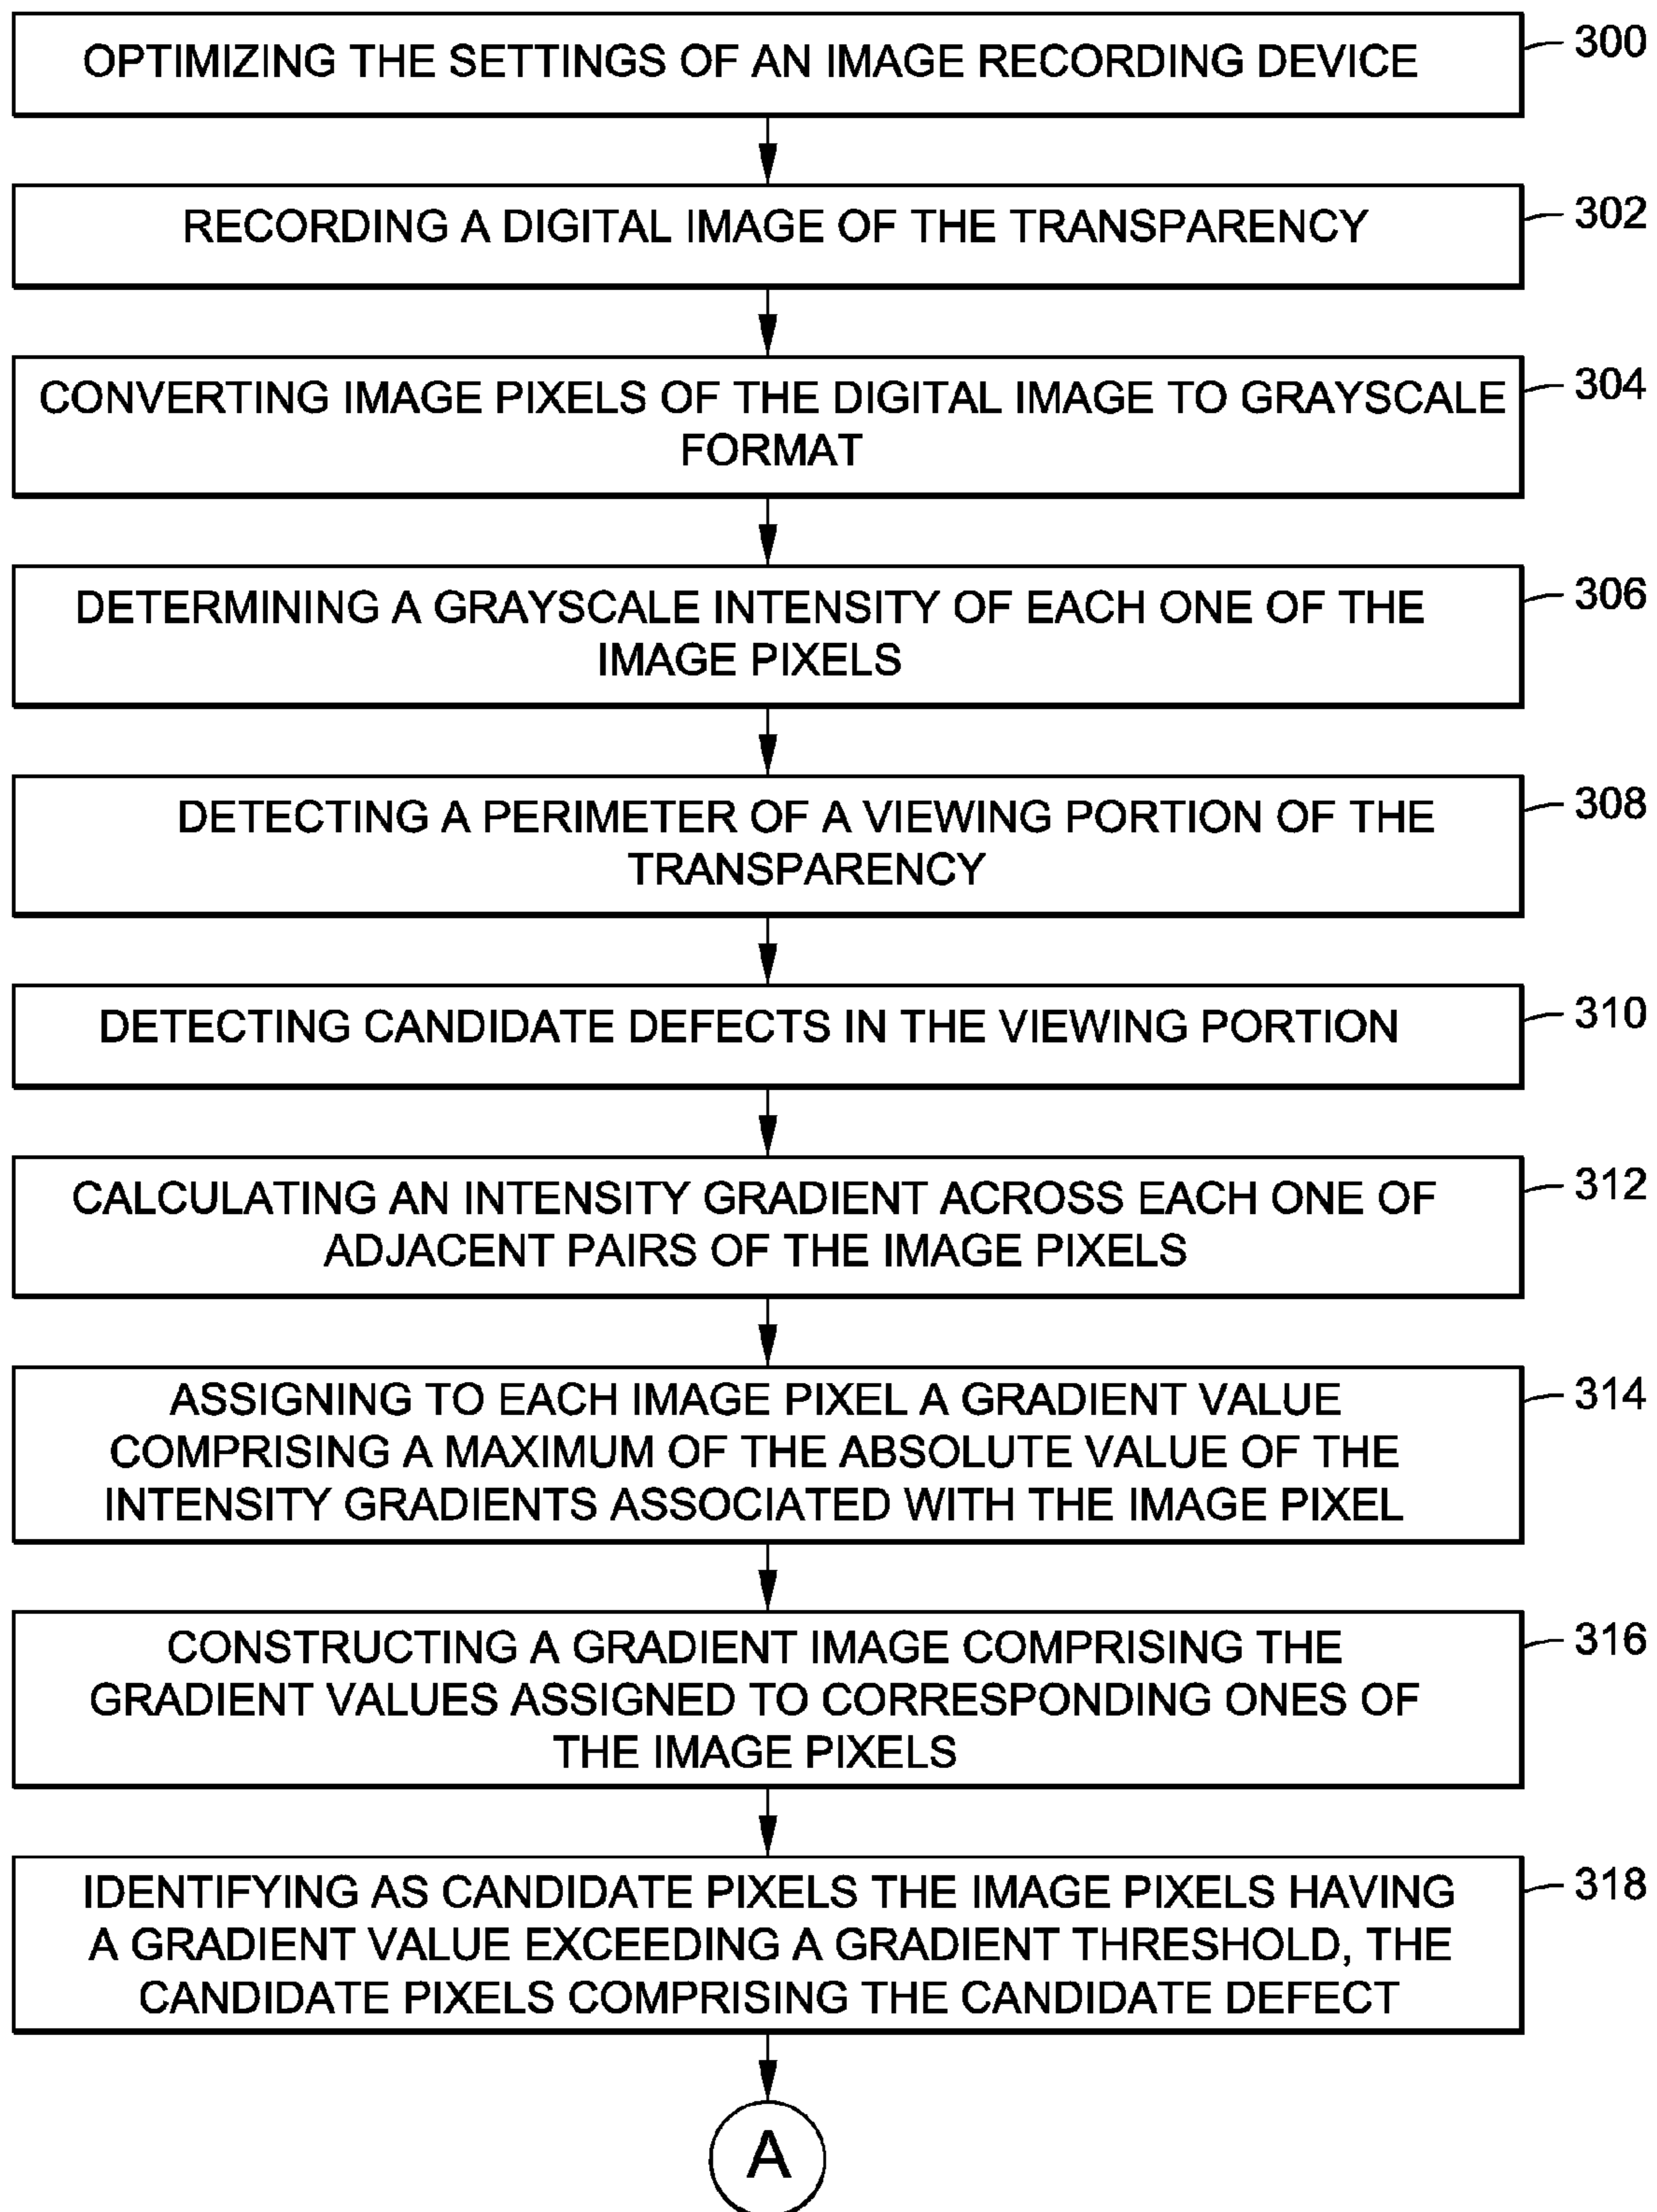 OPTIMIZING THE SETTINGS OF AN IMAGE RECORDING DEVICE
300
RECORDING A DIGITAL IMAGE OF THE TRANSPARENCY
302
CONVERTING IMAGE PIXELS OF THE DIGITAL IMAGE TO GRAYSCALE
FORMAT
304
DETERMINING A GRAYSCALE INTENSITY OF EACH ONE OF THE
IMAGE PIXELS
306
DETECTING A PERIMETER OF A VIEWING PORTION OF THE
TRANSPARENCY
308
DETECTING CANDIDATE DEFECTS IN THE VIEWING PORTION
310
CALCULATING AN INTENSITY GRADIENT ACROSS EACH ONE OF
ADJACENT PAIRS OF THE IMAGE PIXELS
312
ASSIGNING TO EACH IMAGE PIXEL A GRADIENT VALUE
COMPRISING A MAXIMUM OF THE ABSOLUTE VALUE OF THE
INTENSITY GRADIENTS ASSOCIATED WITH THE IMAGE PIXEL
314
CONSTRUCTING A GRADIENT IMAGE COMPRISING THE
GRADIENT VALUES ASSIGNED TO CORRESPONDING ONES OF
THE IMAGE PIXELS
316
IDENTIFYING AS CANDIDATE PIXELS THE IMAGE PIXELS HAVING
A GRADIENT VALUE EXCEEDING A GRADIENT THRESHOLD, THE
CANDIDATE PIXELS COMPRISING THE CANDIDATE DEFECT
318
A